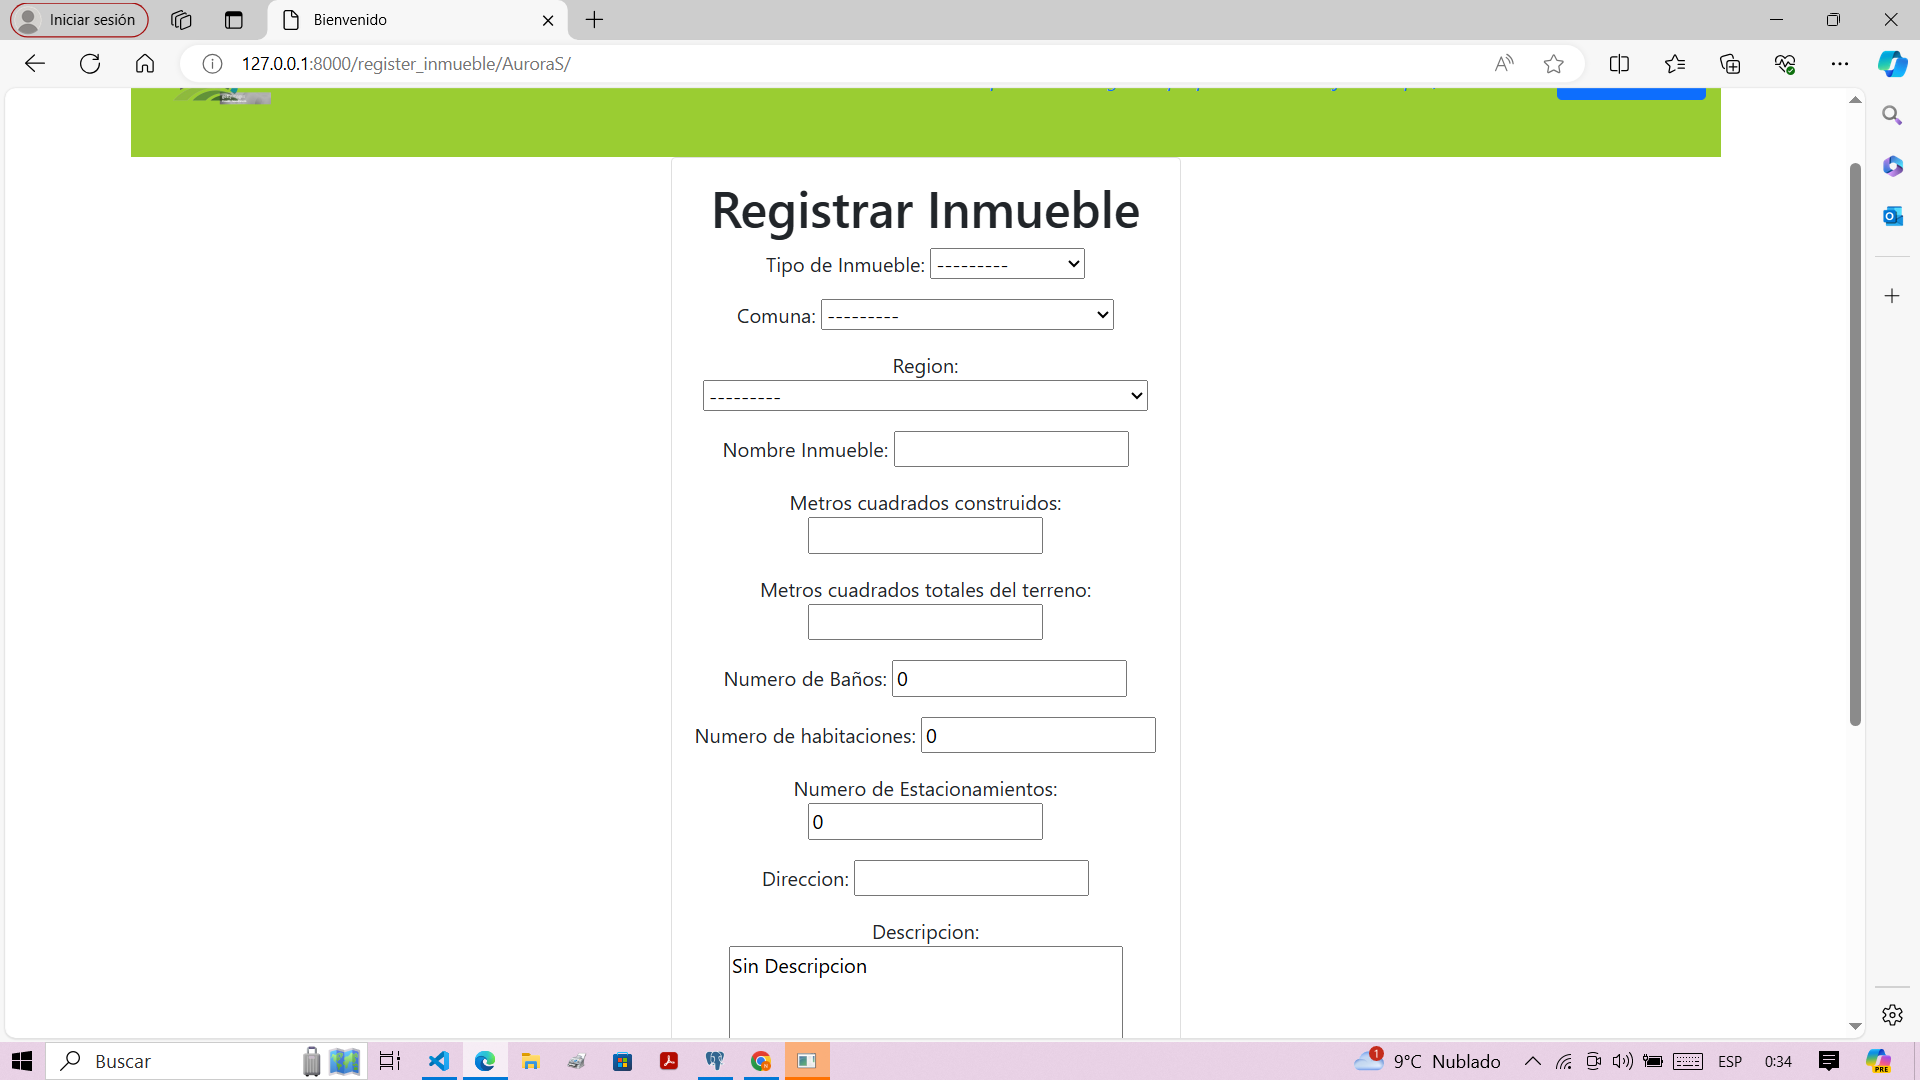 Iniciar sesión
Bienvenido
127.0.0.1:8000/register_inmueble/AuroraS/
Registrar Inmueble
Tipo de Inmueble: ---------
Comuna: ---------
Region:
---------
Nombre Inmueble:
Metros cuadrados construidos:
Metros cuadrados totales del terreno:
Numero de Baños: 0
Numero de habitaciones: 0
Numero de Estacionamientos:
0
Direccion:
Descripcion:
Sin Descripcion
Buscar
1
9°C Nublado
ESP
0:34
PRE